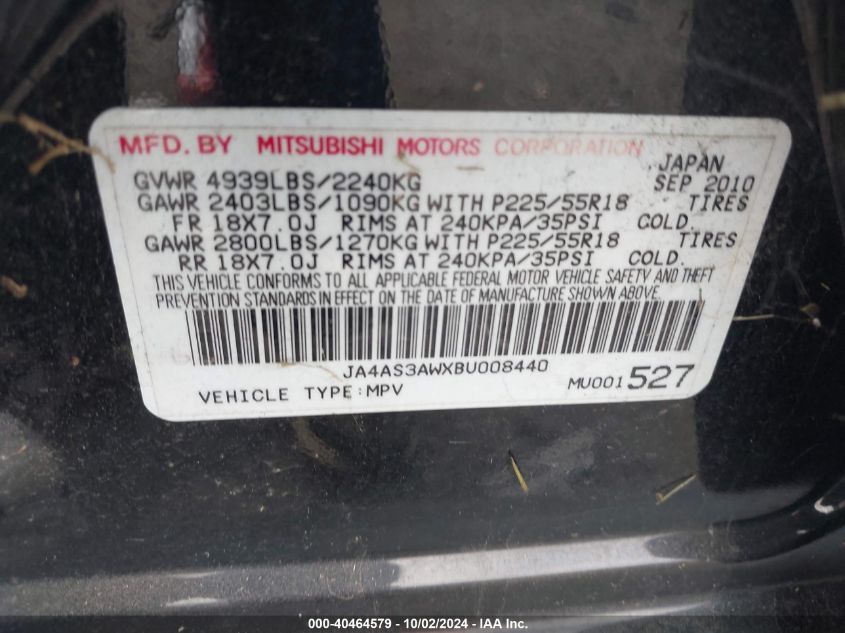 MFD. BY MITSUBISHI MOTORS CORPORATION
JAPAN
GVWR 4939LBS/2240KG SEP 2010
GAWR 2403LBS/1090KG WITH P225/55R18 TIRES
FR 18X7.0J RIMS AT 240KPA/35PSI COLD.
GAWR 2800LBS/1270KG WITH P225/55R18 TIRES
RR 18X7.0J RIMS AT 240KPA/35PSI COLD.
THIS VEHICLE CONFORMS TO ALL APPLICABLE FEDERAL MOTOR VEHICLE SAFETY AND THEFT
PREVENTION STANDARDS IN EFFECT ON THE DATE OF MANUFACTURE SHOWN ABOVE.
JA4AS3AWXBU008440
VEHICLE TYPE:MPV MU001527
000-40464579 - 10/02/2024 - IAA Inc.